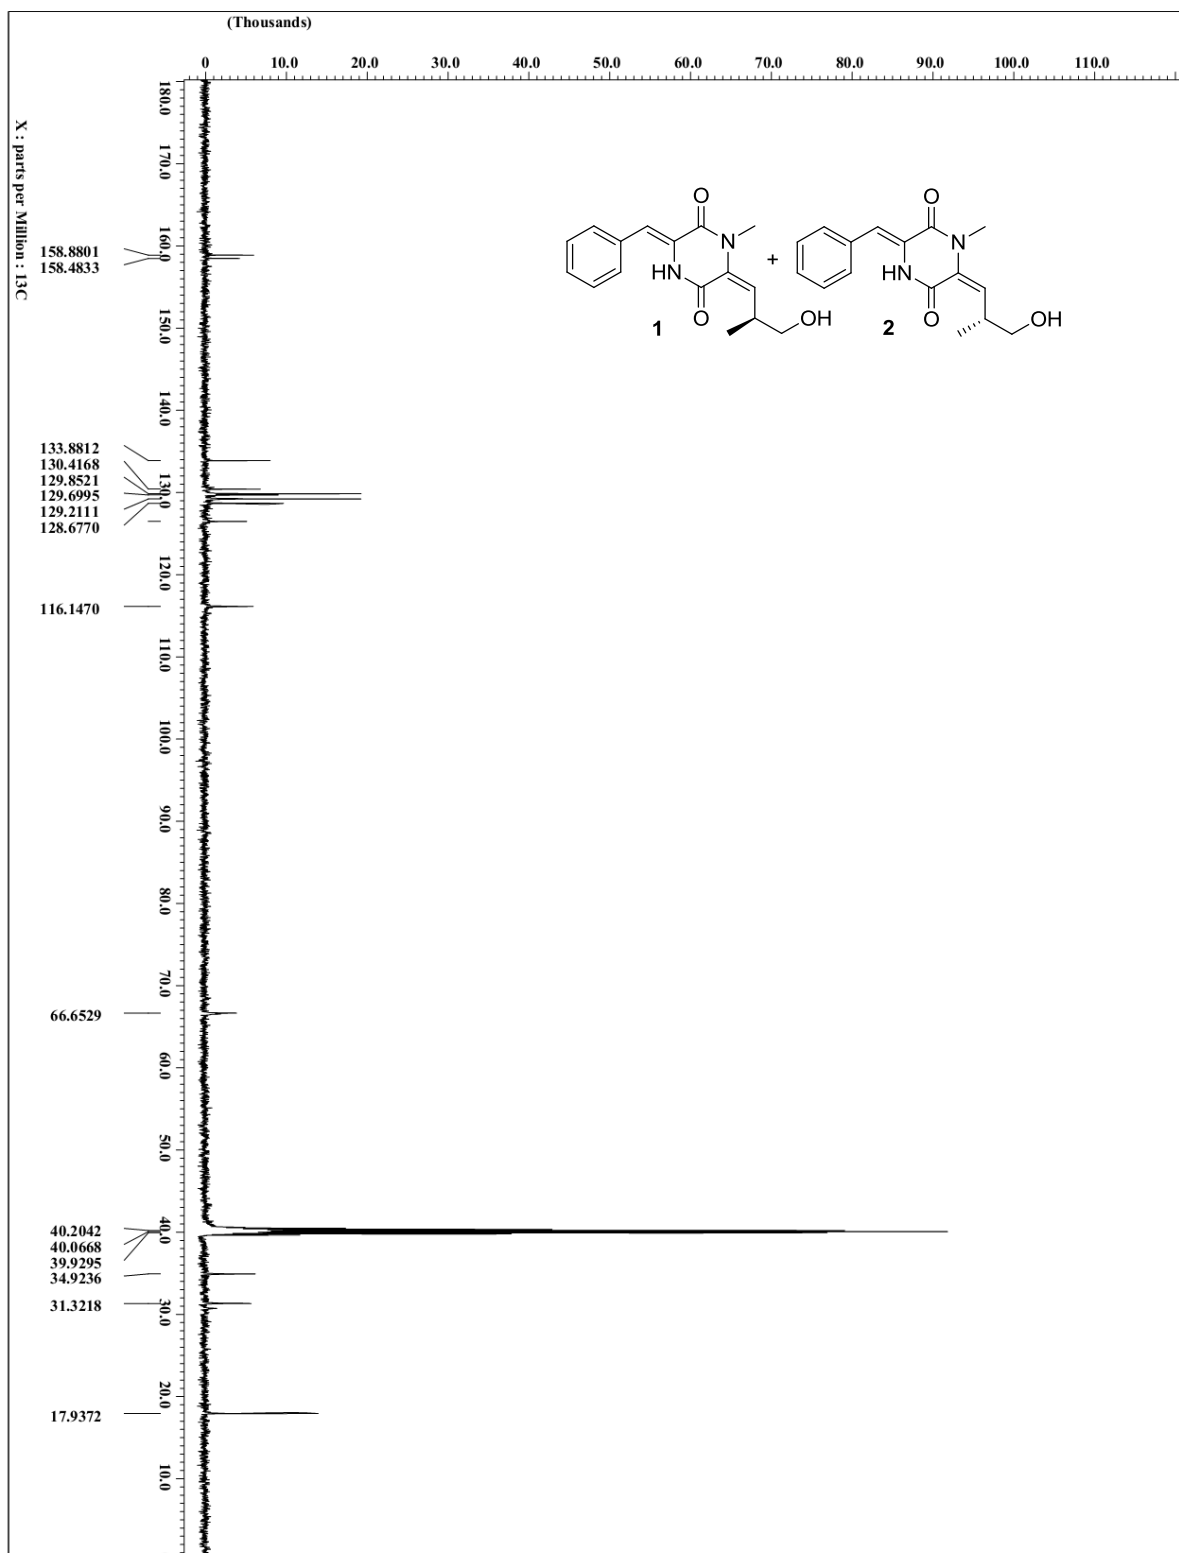 (Thousands)
0 10.0 20.0 30.0 40.0 50.0 60.0 70.0 80.0 90.0 100.0 110.0
180.0
170.0
160.0
150.0
140.0
130.0
120.0
110.0
100.0
90.0
80.0
70.0
60.0
50.0
40.0
30.0
20.0
10.0
X : parts per Million : 13C
158.8801
158.4833
133.8812
130.4168
129.8521
129.6995
129.2111
128.6770
116.1470
66.6529
40.2042
40.0668
39.9295
34.9236
31.3218
17.9372
O
N
HN
O
OH
1
+
O
N
HN
O
OH
2